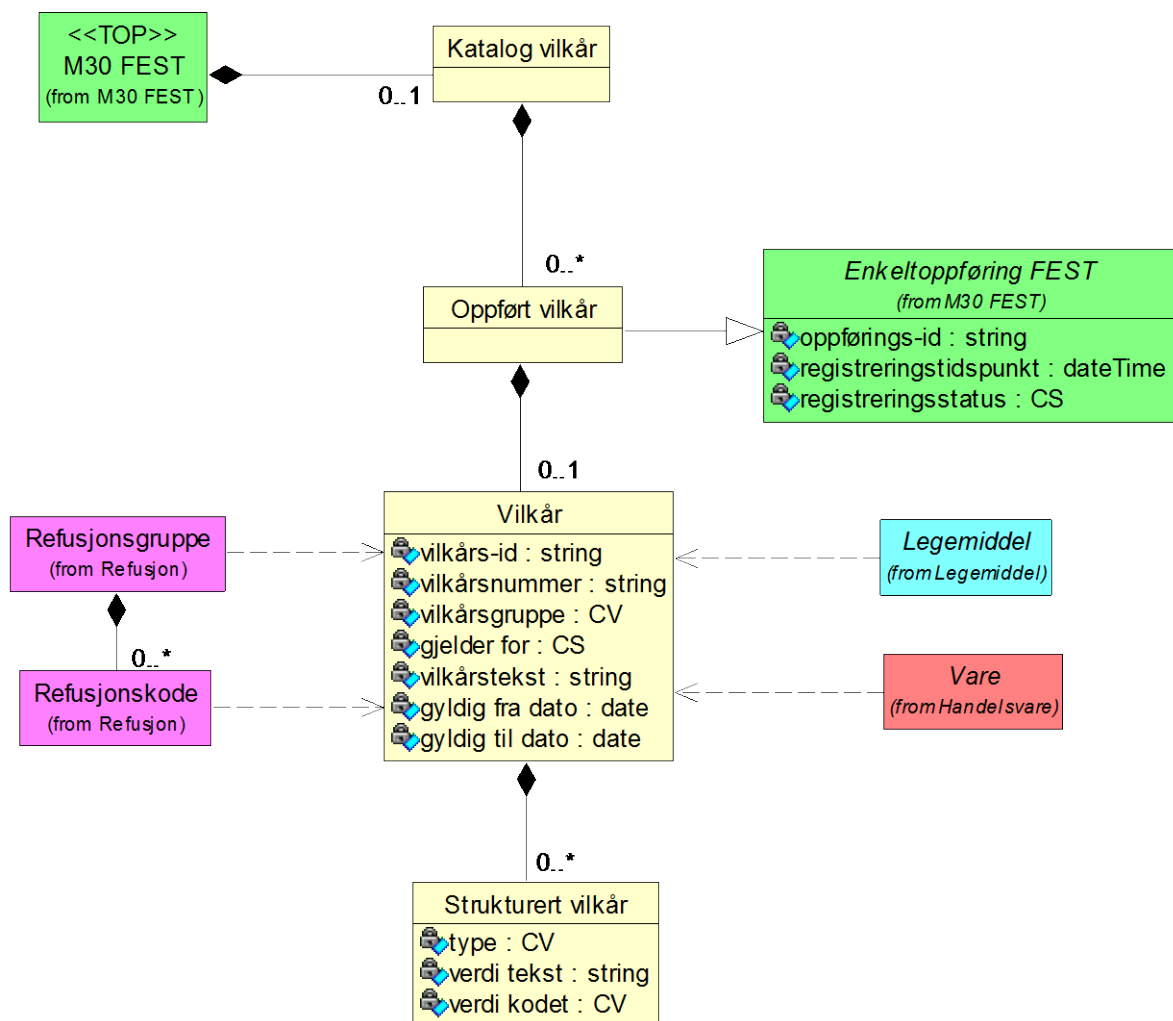 <<TOP>>
M30 FEST
(from M30 FEST)
0..1
Katalog vilkår
0..*
Oppført vilkår
Enkeltoppføring FEST
(from M30 FEST)
oppførings-id : string
registreringstidspunkt : dateTime
registreringsstatus : CS
0..1
Vilkår
vilkårs-id : string
vilkårsnummer : string
vilkårsgruppe : CV
gjelder for : CS
vilkårstekst : string
gyldig fra dato : date
gyldig til dato : date
Refusjonsgruppe
(from Refusjon)
0..*
Refusjonskode
(from Refusjon)
Legemiddel
(from Legemiddel)
Vare
(from Handelsvare)
0..*
Strukturert vilkår
type : CV
verdi tekst : string
verdi kodet : CV